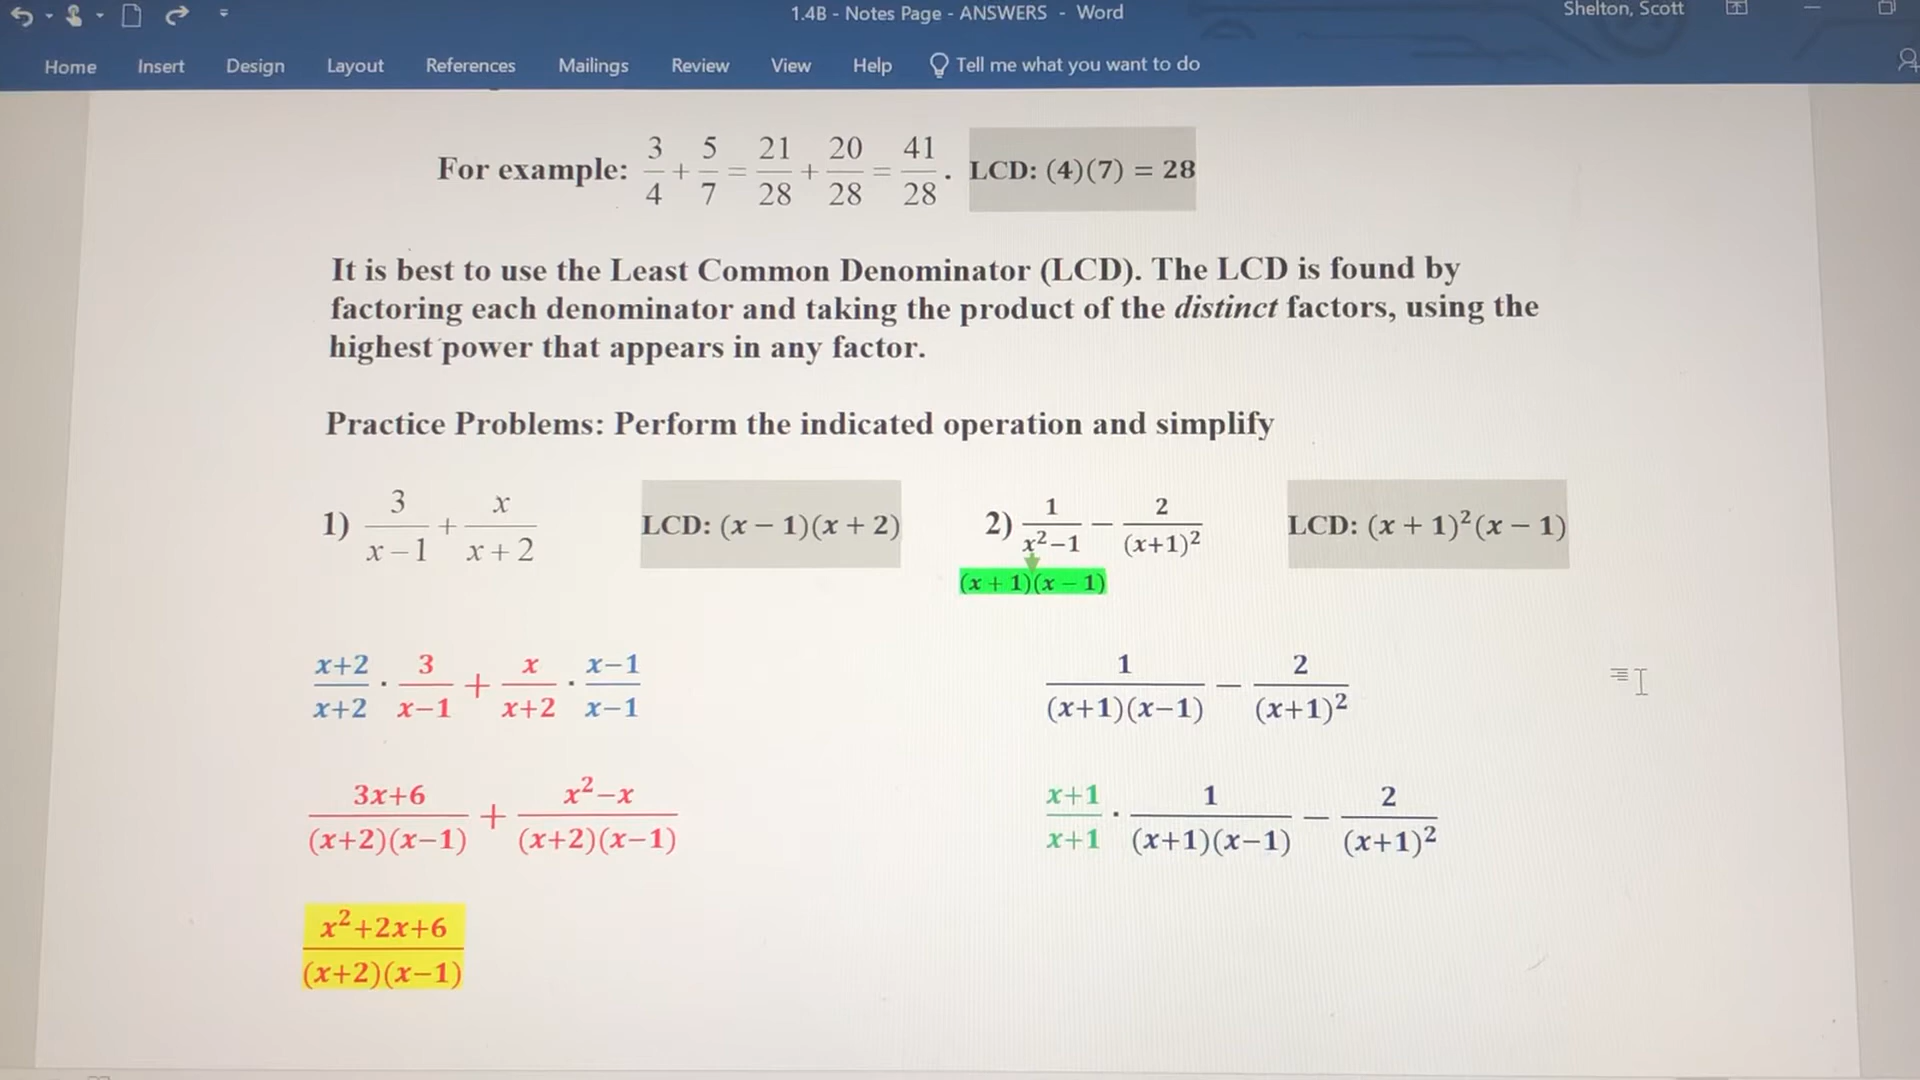 1.4B - Notes Page - ANSWERS - Word
Shelton, Scott
Home Insert Design Layout References Mailings Review View Help Tell me what you want to do
For example: 3/4 + 5/7 = 21/28 + 20/28 = 41/28. LCD: (4)(7) = 28
It is best to use the Least Common Denominator (LCD). The LCD is found by
factoring each denominator and taking the product of the distinct factors, using the
highest power that appears in any factor.
Practice Problems: Perform the indicated operation and simplify
1) 3/(x−1) + x/(x+2) LCD: (x − 1)(x + 2)
2) 1/(x²−1) − 2/(x+1)² LCD: (x + 1)²(x − 1)
(x + 1)(x − 1)
(x+2)/(x+2) · 3/(x−1) + x/(x+2) · (x−1)/(x−1)
1/((x+1)(x−1)) − 2/(x+1)²
(3x+6)/((x+2)(x−1)) + (x²−x)/((x+2)(x−1))
(x+1)/(x+1) · 1/((x+1)(x−1)) − 2/(x+1)²
(x²+2x+6)/((x+2)(x−1))